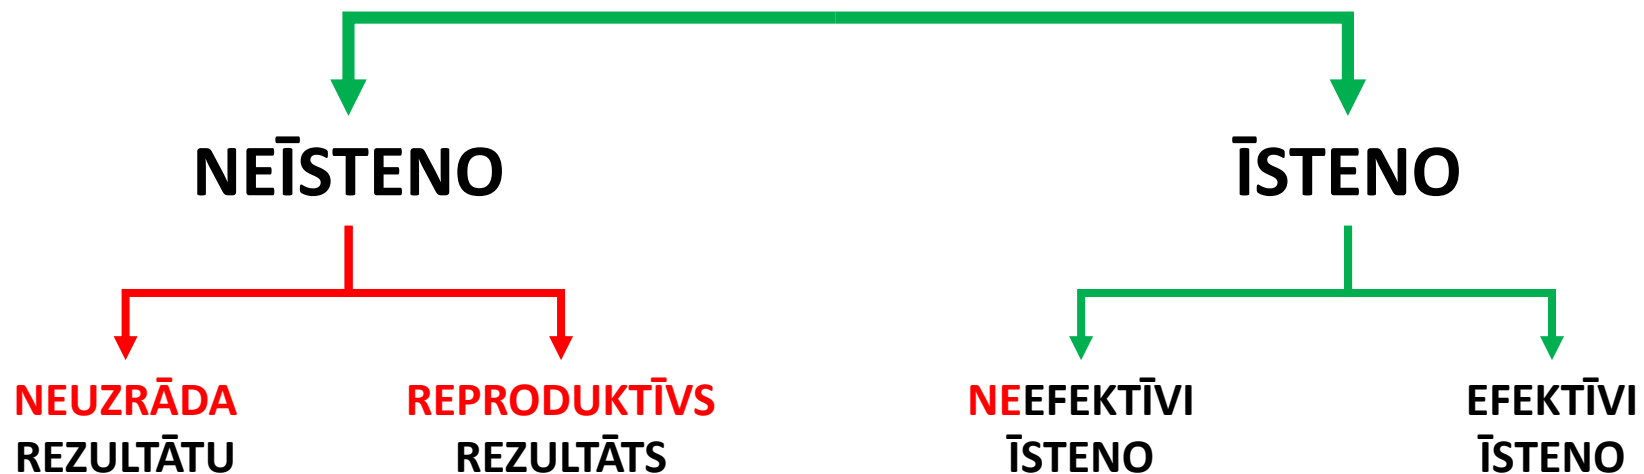 NEĪSTENO
ĪSTENO
NEUZRĀDA
REZULTĀTU
REPRODUKTĪVS
REZULTĀTS
NEEFEKTĪVI
ĪSTENO
EFEKTĪVI
ĪSTENO